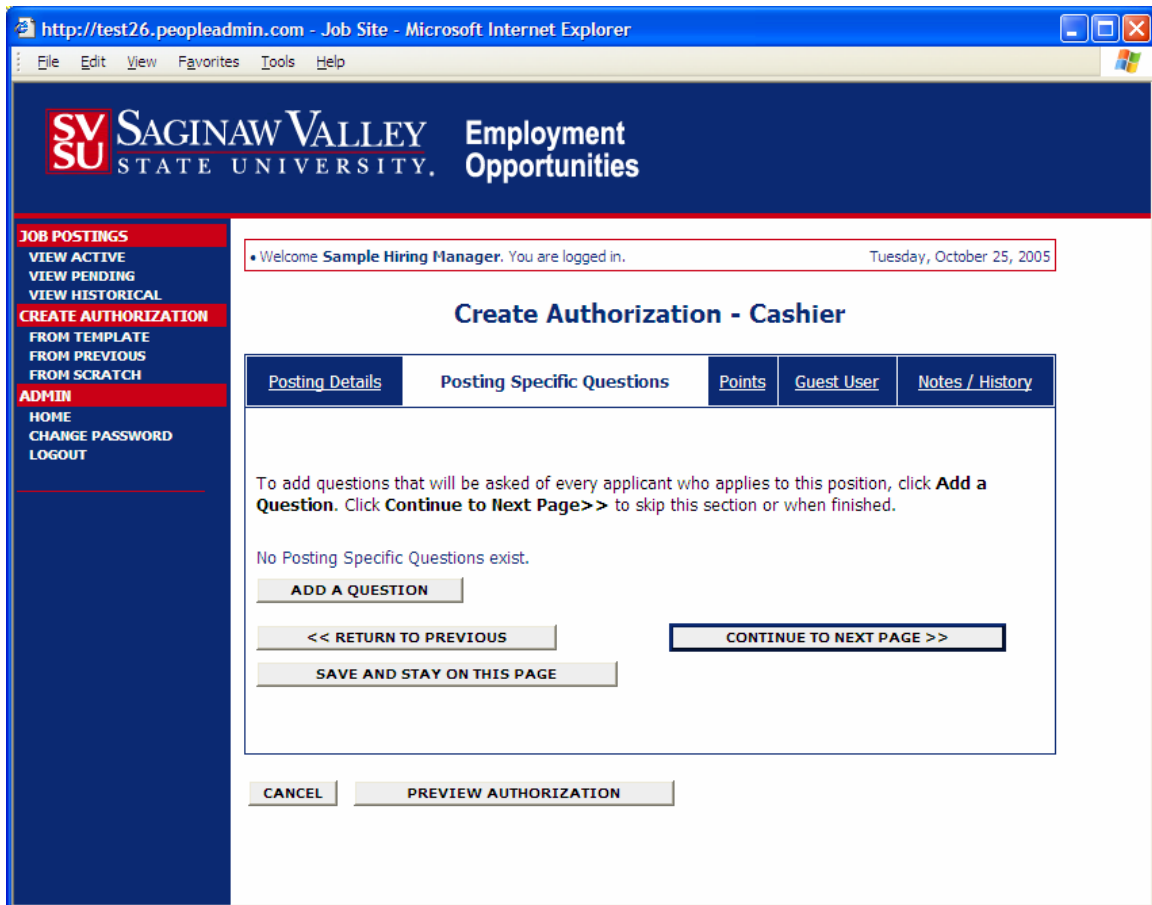 http://test26.peopleadmin.com - Job Site - Microsoft Internet Explorer
File Edit View Favorites Tools Help
SV
SU
SAGINAW VALLEY
STATE UNIVERSITY.
Employment
Opportunities
JOB POSTINGS
VIEW ACTIVE
VIEW PENDING
VIEW HISTORICAL
CREATE AUTHORIZATION
FROM TEMPLATE
FROM PREVIOUS
FROM SCRATCH
ADMIN
HOME
CHANGE PASSWORD
LOGOUT
• Welcome Sample Hiring Manager. You are logged in. Tuesday, October 25, 2005
Create Authorization - Cashier
Posting Details Posting Specific Questions Points Guest User Notes / History
To add questions that will be asked of every applicant who applies to this position, click Add a
Question. Click Continue to Next Page>> to skip this section or when finished.
No Posting Specific Questions exist.
ADD A QUESTION
<< RETURN TO PREVIOUS CONTINUE TO NEXT PAGE >>
SAVE AND STAY ON THIS PAGE
CANCEL PREVIEW AUTHORIZATION